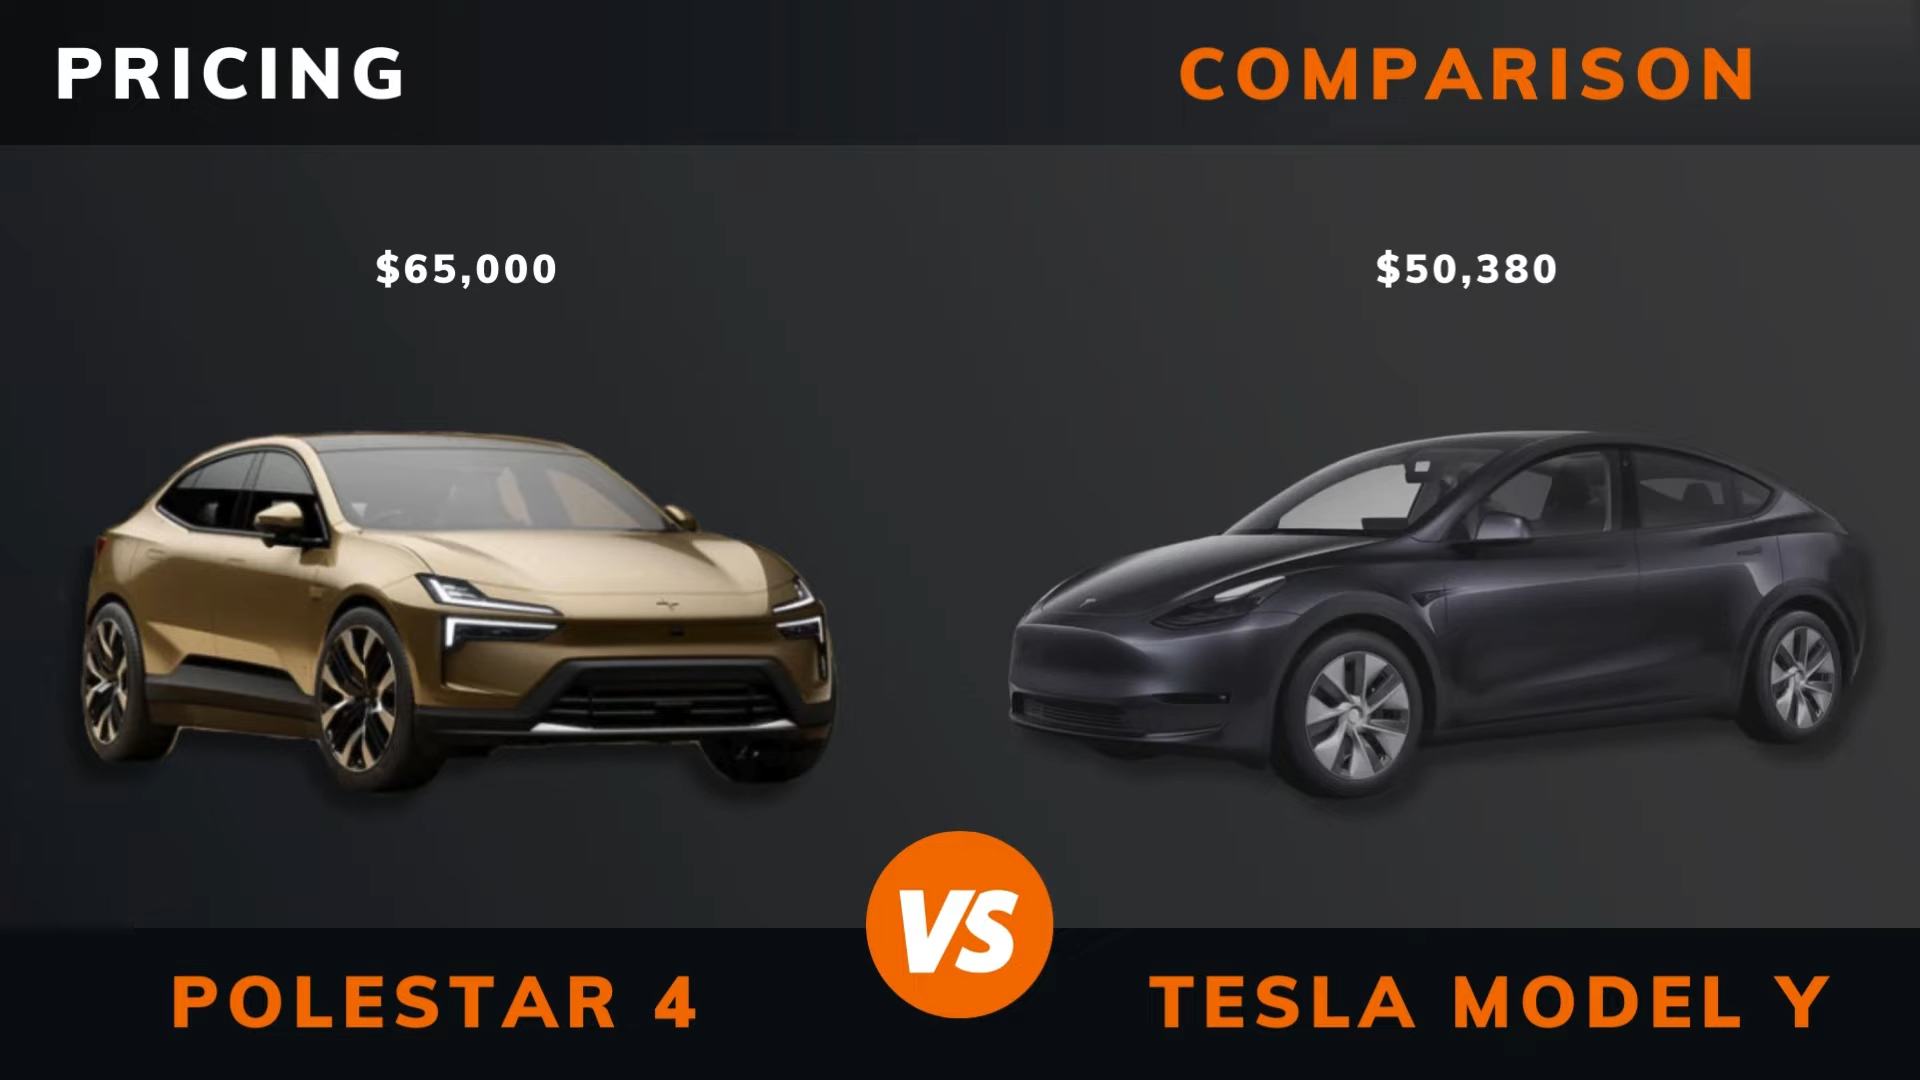 PRICING COMPARISON
$65,000 $50,380
VS
POLESTAR 4 TESLA MODEL Y